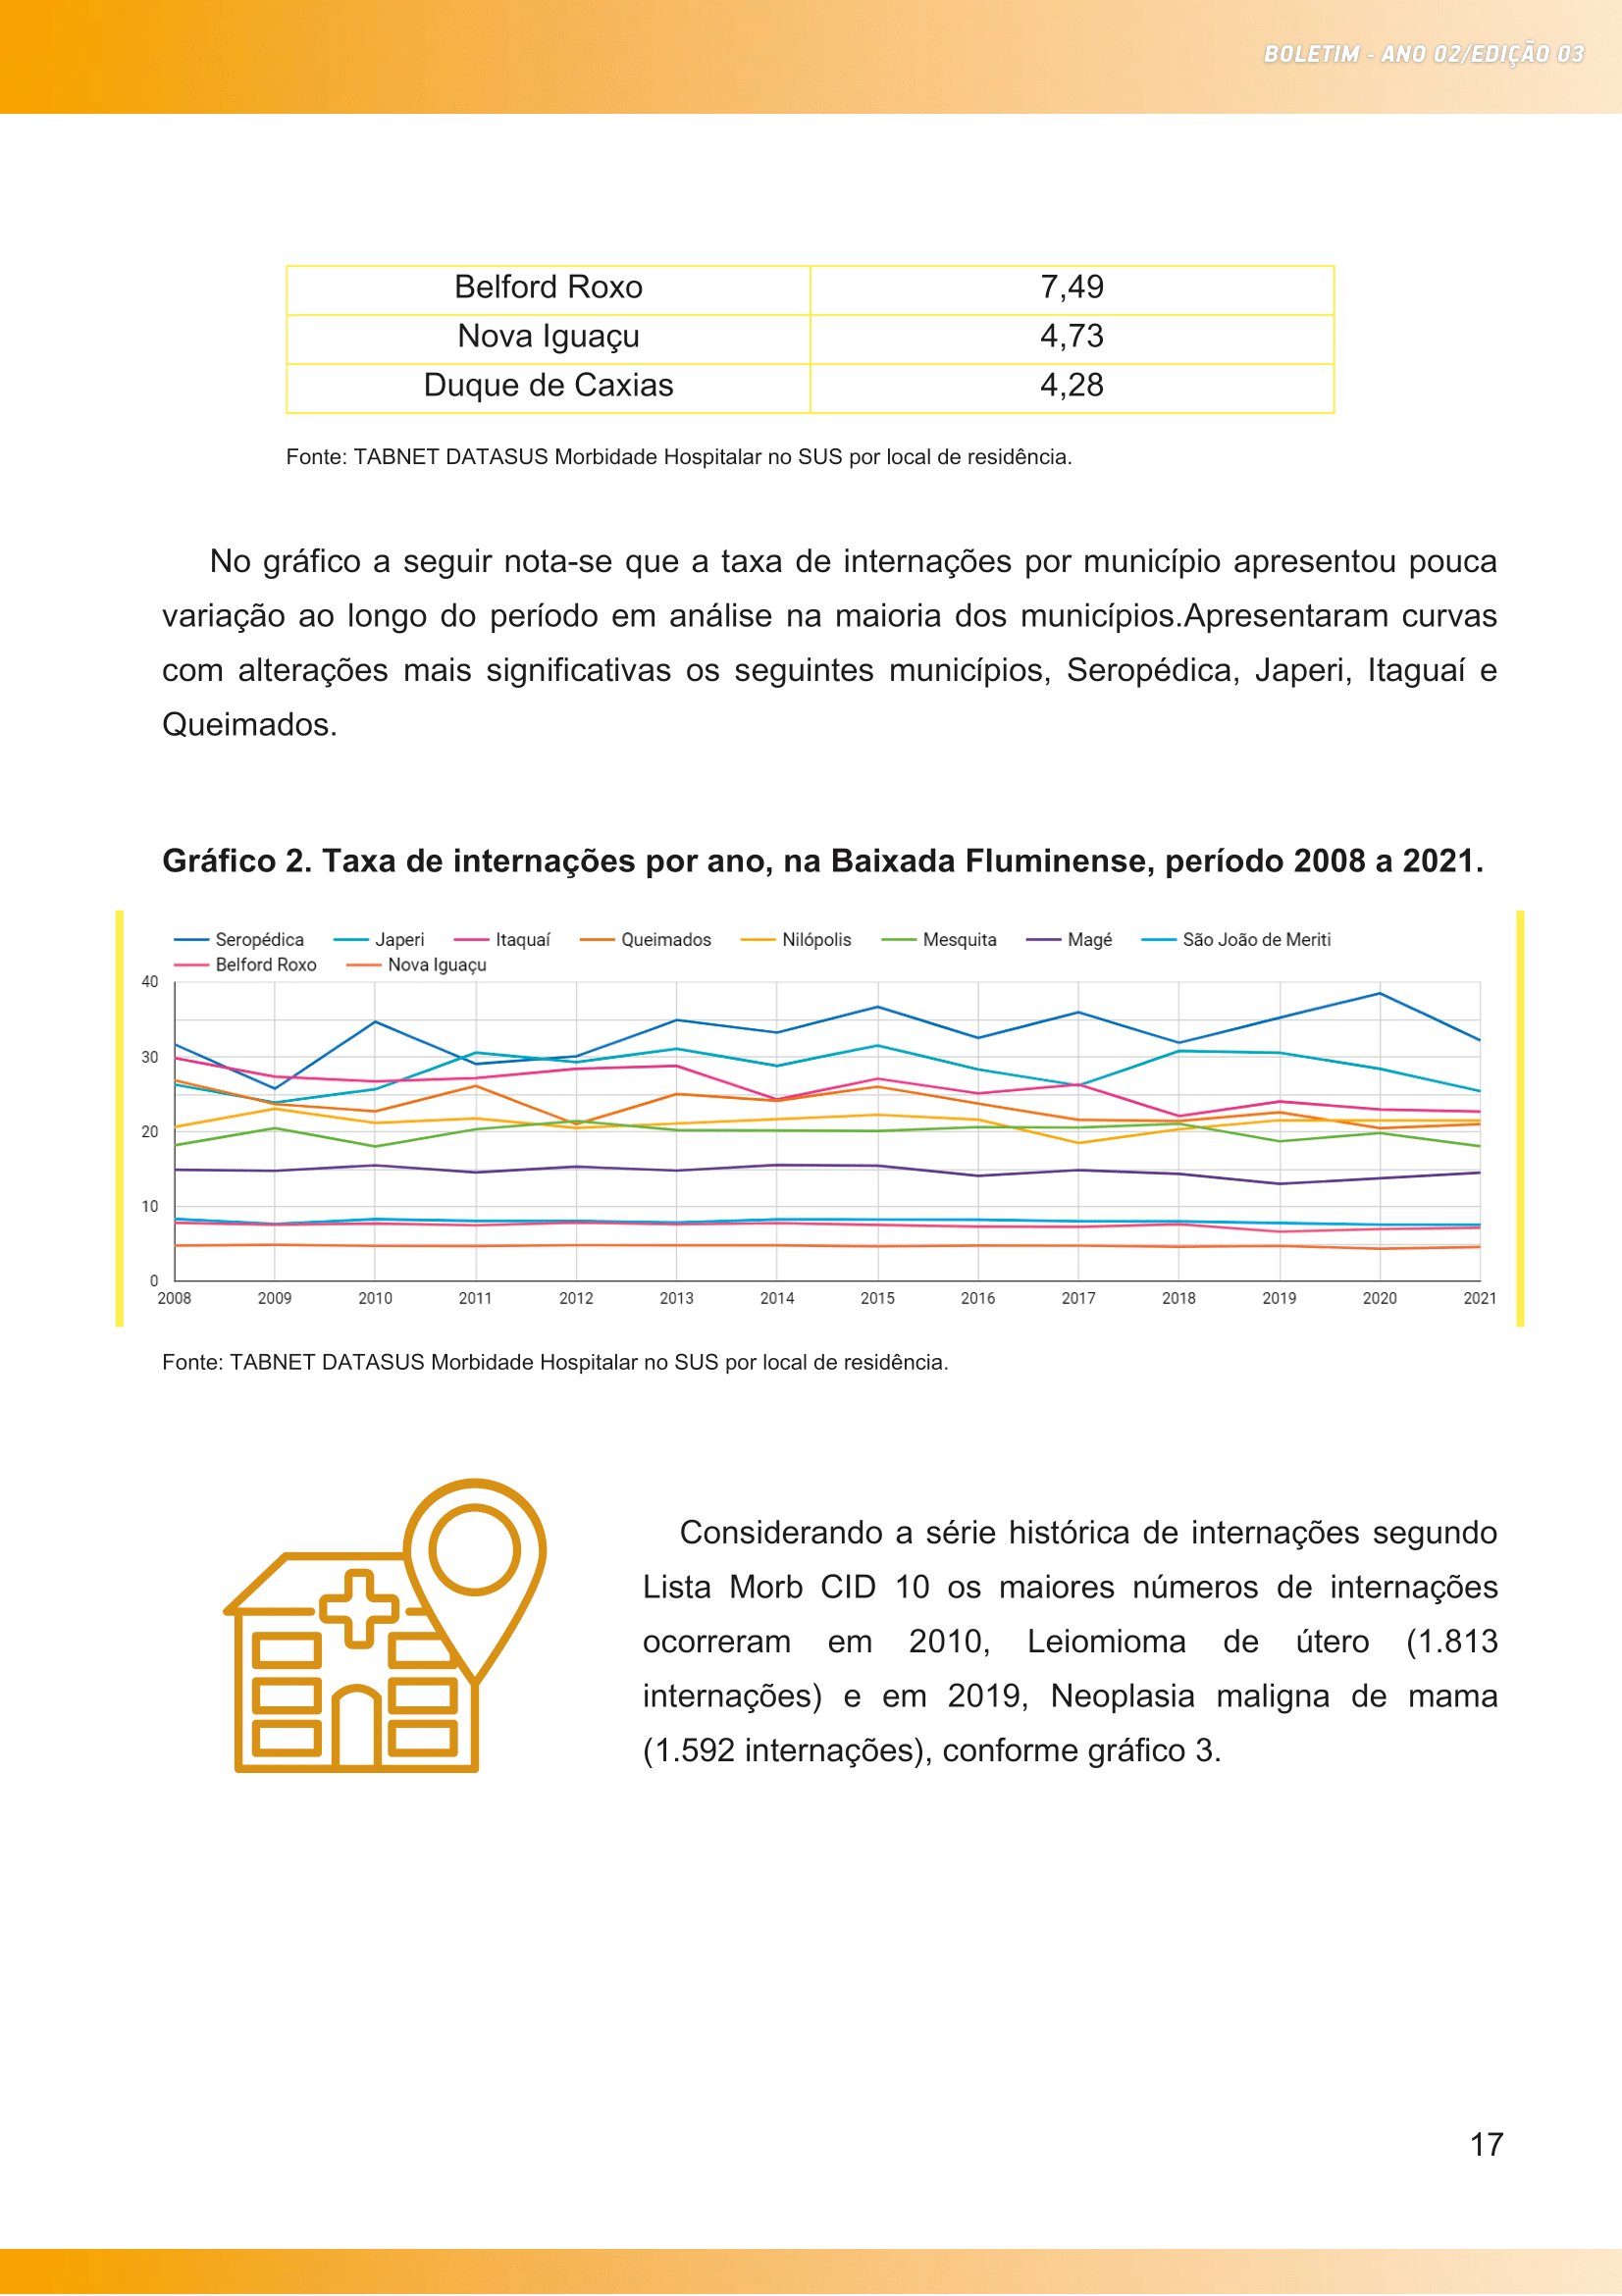 BOLETIM - ANO 02/EDIÇÃO 03
Belford Roxo 7,49
Nova Iguaçu 4,73
Duque de Caxias 4,28
Fonte: TABNET DATASUS Morbidade Hospitalar no SUS por local de residência.
No gráfico a seguir nota-se que a taxa de internações por município apresentou pouca
variação ao longo do período em análise na maioria dos municípios.Apresentaram curvas
com alterações mais significativas os seguintes municípios, Seropédica, Japeri, Itaguaí e
Queimados.
Gráfico 2. Taxa de internações por ano, na Baixada Fluminense, período 2008 a 2021.
Seropédica Japeri Itaquaí Queimados Nilópolis Mesquita Magé São João de Meriti
Belford Roxo Nova Iguaçu
40
30
20
10
0
2008 2009 2010 2011 2012 2013 2014 2015 2016 2017 2018 2019 2020 2021
Fonte: TABNET DATASUS Morbidade Hospitalar no SUS por local de residência.
Considerando a série histórica de internações segundo
Lista Morb CID 10 os maiores números de internações
ocorreram em 2010, Leiomioma de útero (1.813
internações) e em 2019, Neoplasia maligna de mama
(1.592 internações), conforme gráfico 3.
17